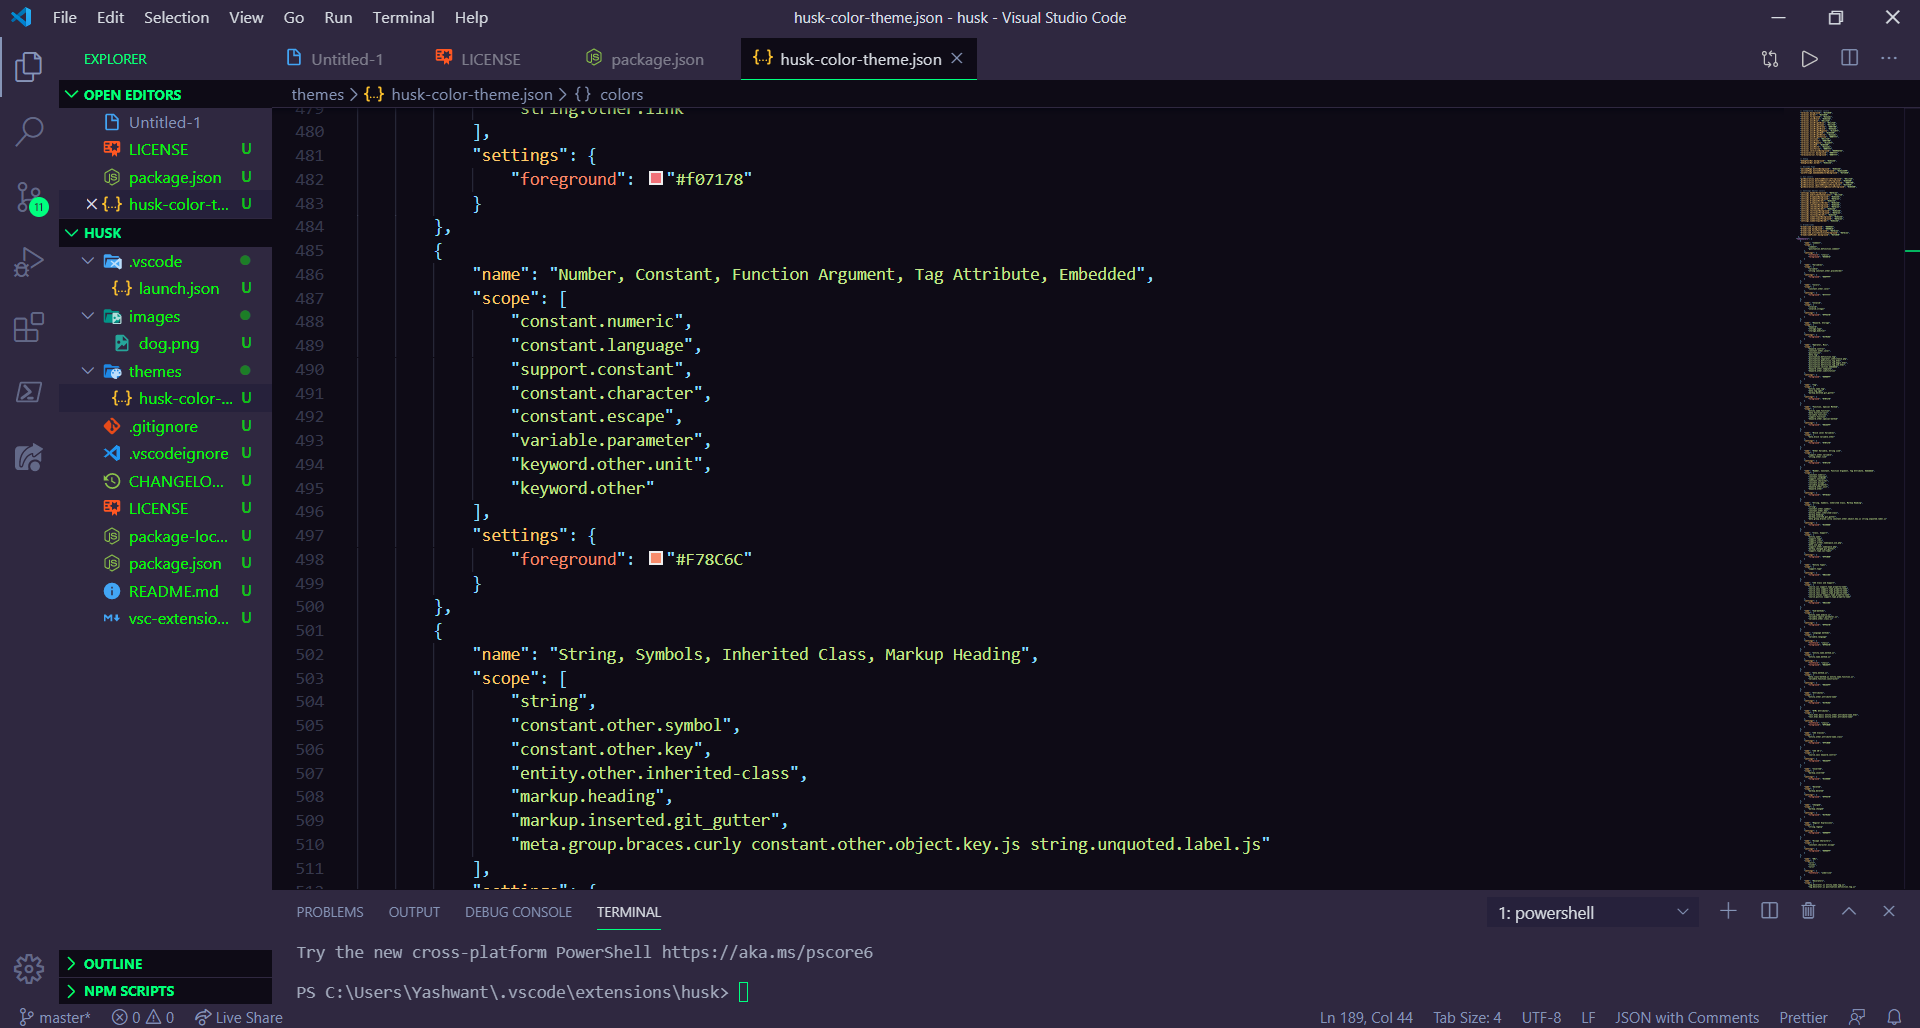 File Edit Selection View Go Run Terminal Help
husk-color-theme.json - husk - Visual Studio Code
EXPLORER
Untitled-1
LICENSE
package.json
husk-color-theme.json
OPEN EDITORS
Untitled-1
LICENSE U
package.json U
husk-color-t... U
11
HUSK
.vscode
launch.json U
images
dog.png U
themes
husk-color-... U
.gitignore U
.vscodeignore U
CHANGELO... U
LICENSE U
package-loc... U
package.json U
README.md U
vsc-extensio... U
OUTLINE
NPM SCRIPTS
themes > {..} husk-color-theme.json > { } colors
479 "string.other.link"
480 ],
481 "settings": {
482 "foreground": "#f07178"
483 }
484 },
485 {
486 "name": "Number, Constant, Function Argument, Tag Attribute, Embedded",
487 "scope": [
488 "constant.numeric",
489 "constant.language",
490 "support.constant",
491 "constant.character",
492 "constant.escape",
493 "variable.parameter",
494 "keyword.other.unit",
495 "keyword.other"
496 ],
497 "settings": {
498 "foreground": "#F78C6C"
499 }
500 },
501 {
502 "name": "String, Symbols, Inherited Class, Markup Heading",
503 "scope": [
504 "string",
505 "constant.other.symbol",
506 "constant.other.key",
507 "entity.other.inherited-class",
508 "markup.heading",
509 "markup.inserted.git_gutter",
510 "meta.group.braces.curly constant.other.object.key.js string.unquoted.label.js"
511 ],
512 "settings": {
PROBLEMS OUTPUT DEBUG CONSOLE TERMINAL
1: powershell
Try the new cross-platform PowerShell https://aka.ms/pscore6
PS C:\Users\Yashwant\.vscode\extensions\husk>
master* 0 0 Live Share
Ln 189, Col 44 Tab Size: 4 UTF-8 LF JSON with Comments Prettier